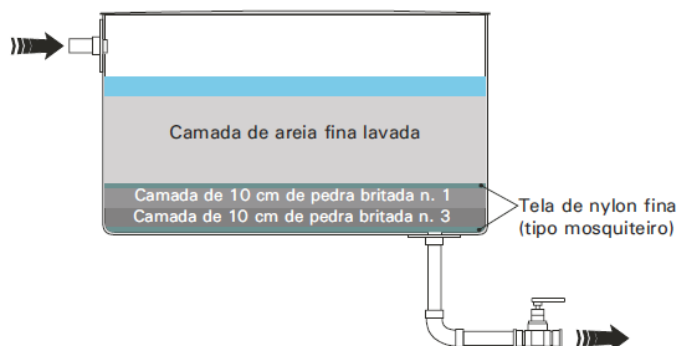 Camada de areia fina lavada
Camada de 10 cm de pedra britada n. 1
Camada de 10 cm de pedra britada n. 3
Tela de nylon fina
(tipo mosquiteiro)